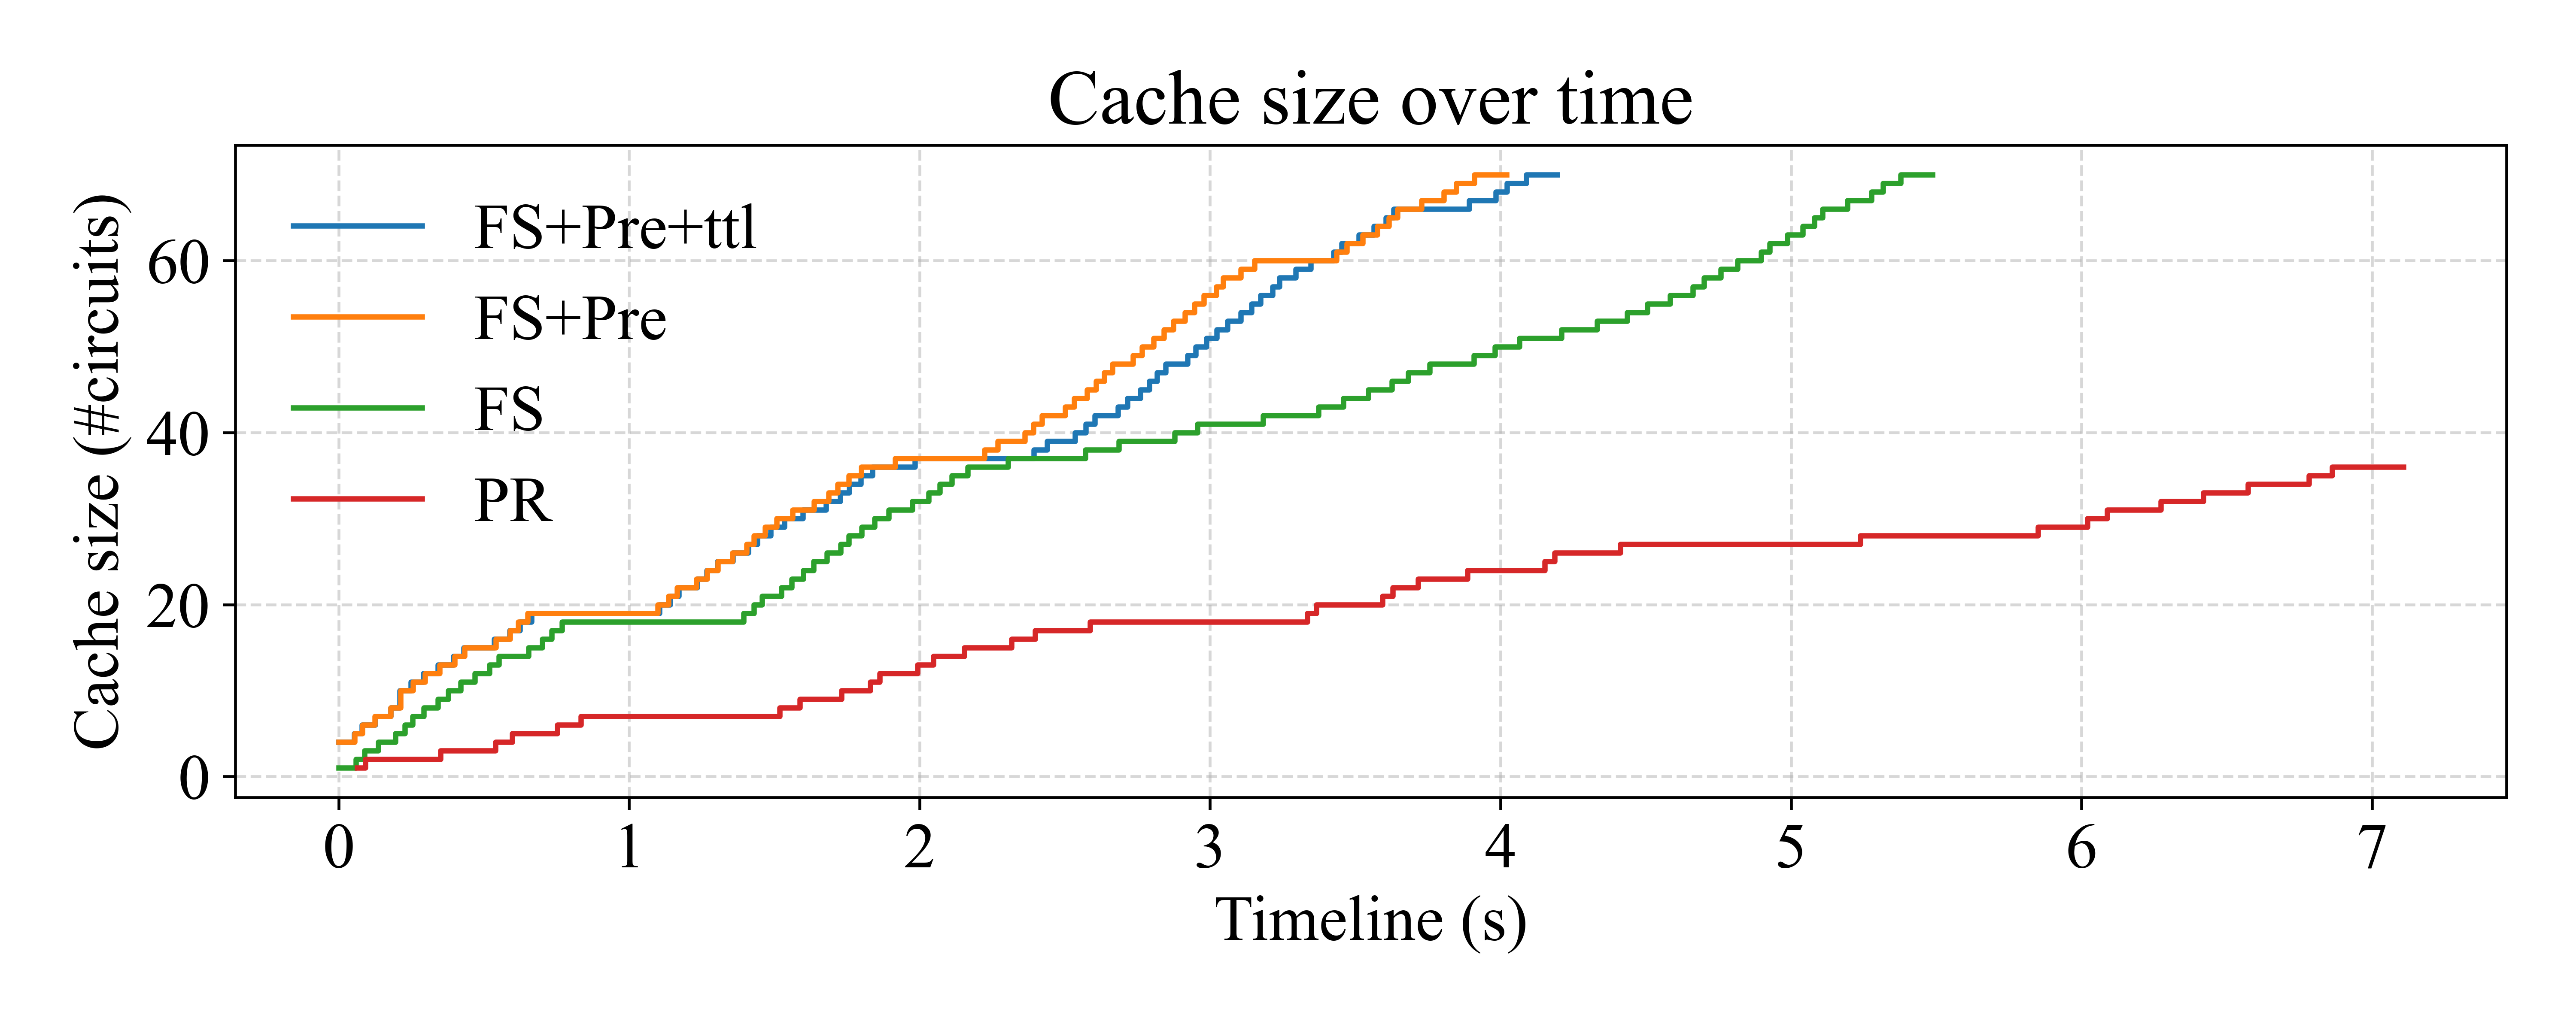 Cache size over time
Cache size (#circuits)
60
40
20
0
FS+Pre+ttl
FS+Pre
FS
PR
0 1 2 3 4 5 6 7
Timeline (s)